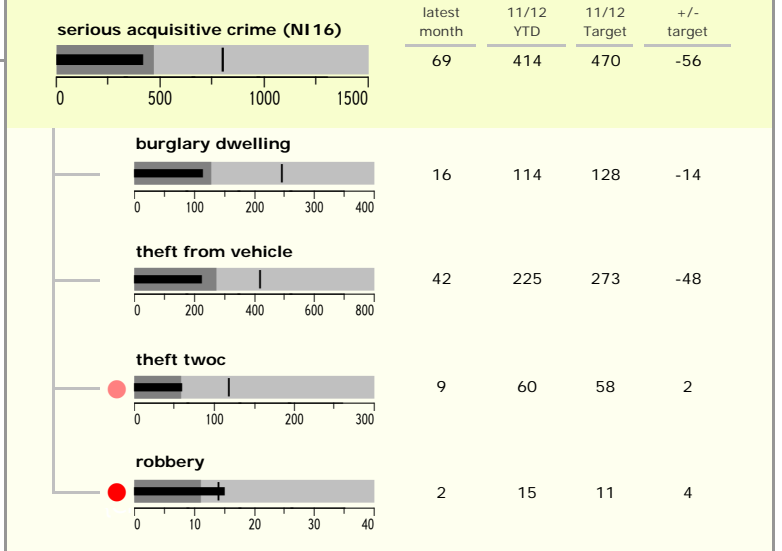 latest 11/12 11/12 +/-
month YTD Target target
serious acquisitive crime (NI16)
69 414 470 -56
0 500 1000 1500
burglary dwelling
16 114 128 -14
0 100 200 300 400
theft from vehicle
42 225 273 -48
0 200 400 600 800
theft twoc
9 60 58 2
0 100 200 300
robbery
2 15 11 4
0 10 20 30 40